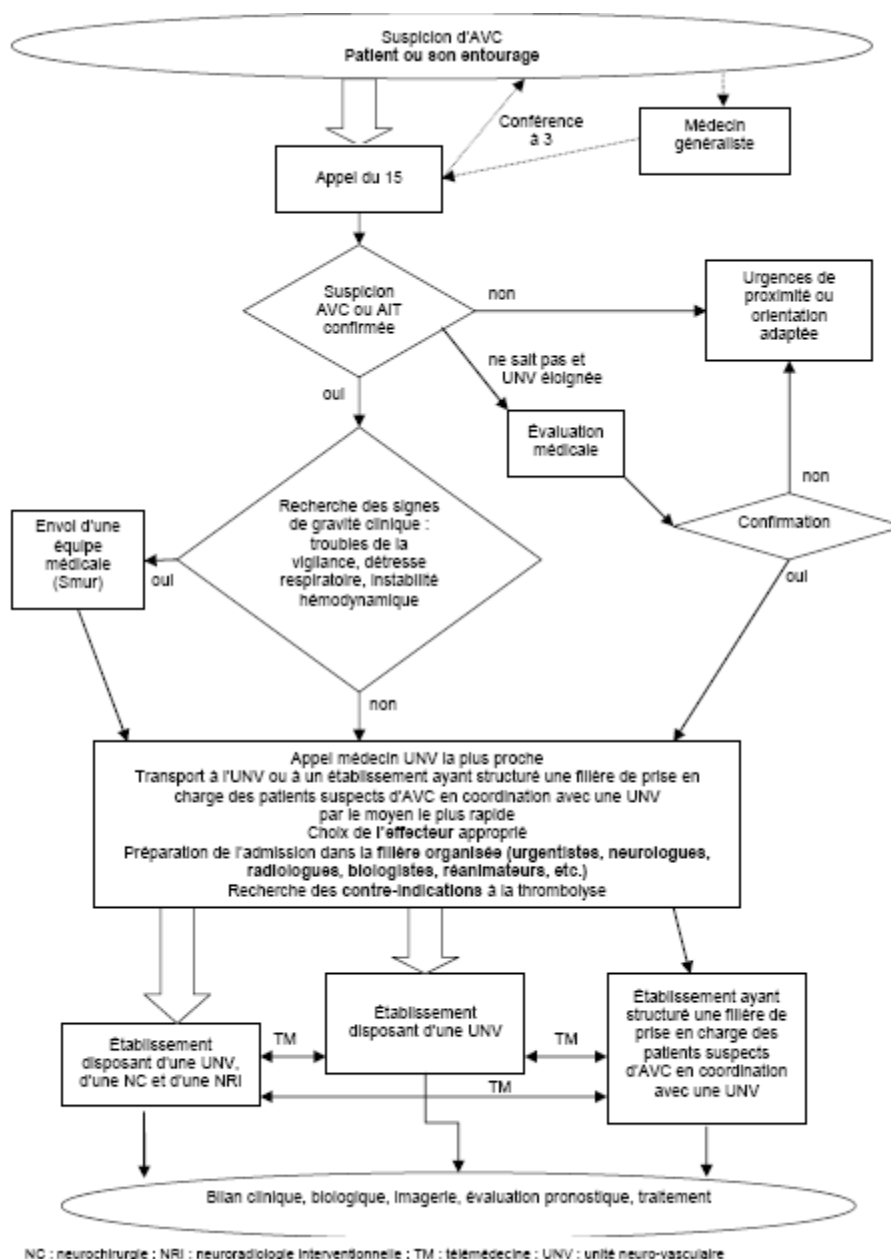 Suspicion d'AVC
Patient ou son entourage
Conférence
à 3
Médecin
généraliste
Appel du 15
Suspicion
AVC ou AIT
confirmée
non
Urgences de
proximité ou
orientation
adaptée
ne sait pas et
UNV éloignée
oui
Évaluation
médicale
non
Confirmation
oui
Recherche des signes
de gravité clinique :
troubles de la
vigilance, détresse
respiratoire, instabilité
hémodynamique
Envoi d'une
équipe
médicale
(Smur)
oui
non
Appel médecin UNV la plus proche
Transport à l'UNV ou à un établissement ayant structuré une filière de prise en
charge des patients suspects d'AVC en coordination avec une UNV
par le moyen le plus rapide
Choix de l'effecteur approprié
Préparation de l'admission dans la filière organisée (urgentistes, neurologues,
radiologues, biologistes, réanimateurs, etc.)
Recherche des contre-indications à la thrombolyse
Établissement
disposant d'une UNV,
d'une NC et d'une NRI
TM
Établissement
disposant d'une UNV
TM
TM
Établissement ayant
structuré une filière de
prise en charge des
patients suspects
d'AVC en coordination
avec une UNV
Bilan clinique, biologique, imagerie, évaluation pronostique, traitement
NC : neurochirurgie ; NRI : neuroradiologie interventionnelle ; TM : télémédecine ; UNV : unité neuro-vasculaire